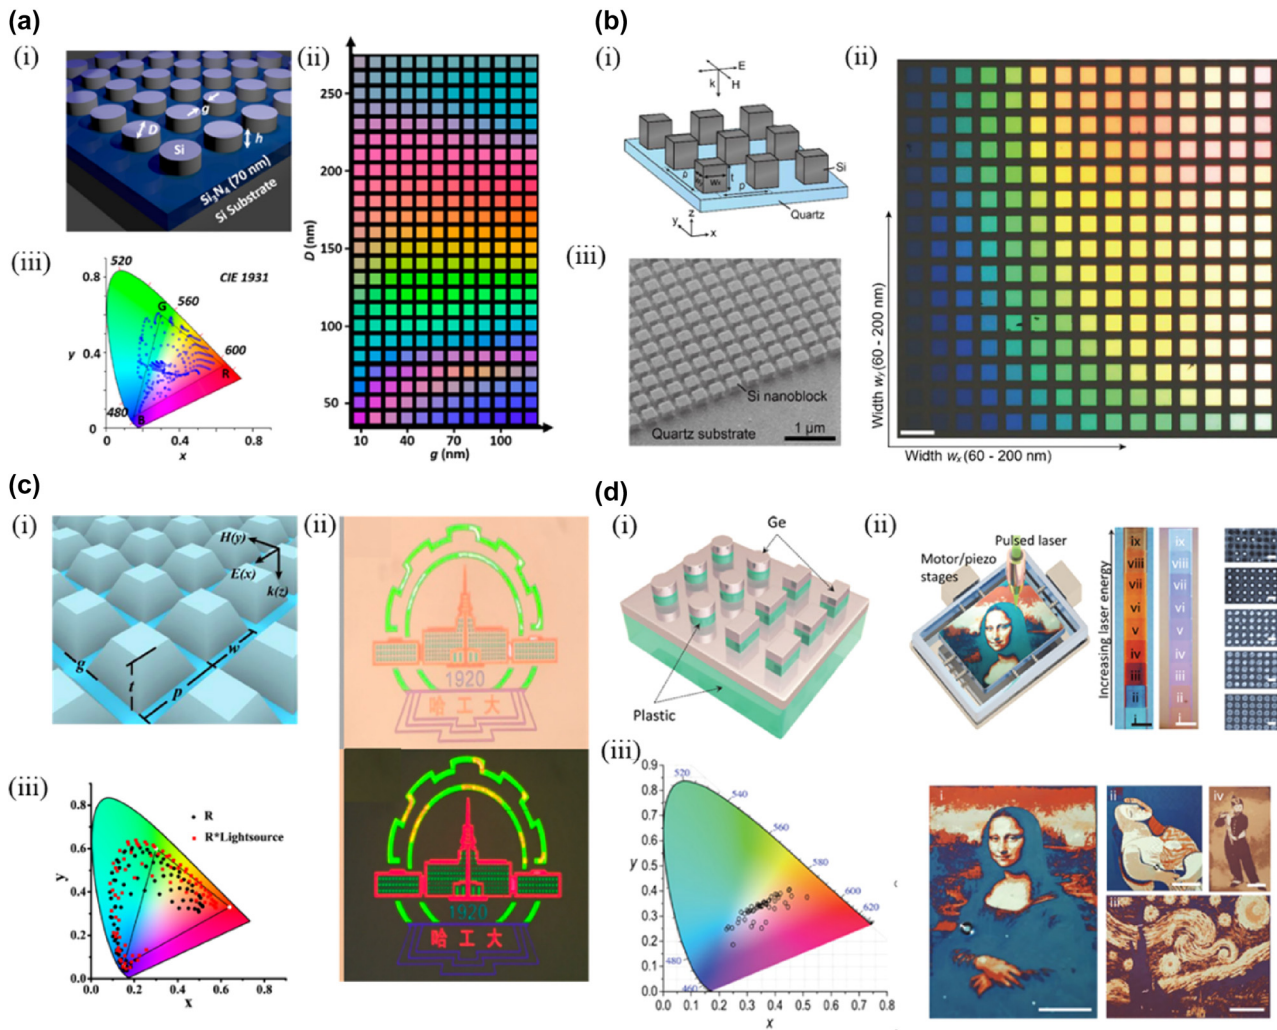 (a)
(i)
g
D
h
Si
Si₃N₄ (70 nm)
Si Substrate
(ii)
D (nm)
250
200
150
100
50
10
40
70
100
g (nm)
(iii)
CIE 1931
520
560
600
480
G
R
B
y
0.8
0.4
0
0
0.4
0.8
x
(b)
(i)
E
H
k
Si
p
wₓ
t
p
Quartz
z
y
x
(ii)
Width wᵧ (60 - 200 nm)
Width wₓ (60 - 200 nm)
(iii)
Si nanoblock
Quartz substrate
1 µm
(c)
(i)
H(y)
E(x)
k(z)
g
t
p
w
(ii)
1920
哈工大
1920
哈工大
(iii)
R
R*Lightsource
y
0.8
0.6
0.4
0.2
0.0
0.0
0.2
0.4
0.6
0.8
x
(d)
(i)
Ge
Plastic
(ii)
Motor/piezo
stages
Pulsed laser
Increasing laser energy
ix
viii
vii
vi
v
iv
iii
ii
i
ix
viii
vii
vi
v
iv
iii
ii
i
(iii)
y
0.9
0.8
0.7
0.6
0.5
0.4
0.3
0.2
0.1
0.0
0.0
0.1
0.2
0.3
0.4
0.5
0.6
0.7
0.8
x
520
540
560
580
600
620
480
460
i
ii
iv
iii